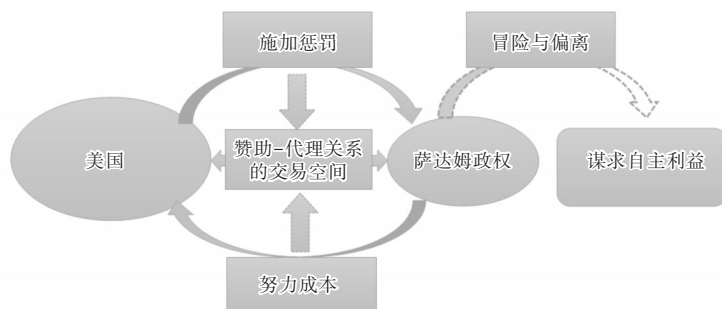 施加惩罚
冒险与偏离
美国
赞助-代理关系
的交易空间
萨达姆政权
谋求自主利益
努力成本